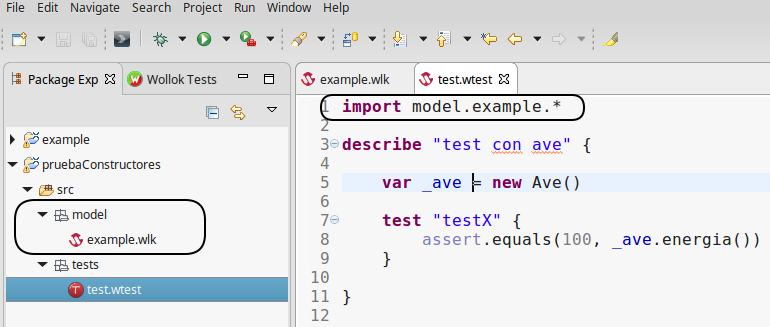 File Edit Navigate Search Project Run Window Help
Package Exp Wollok Tests
example
pruebaConstructores
src
model
example.wlk
tests
test.wtest
example.wlk test.wtest
1 import model.example.*
2
3 describe "test con ave" {
4
5 var _ave = new Ave()
6
7 test "testX" {
8 assert.equals(100, _ave.energia())
9 }
10
11 }
12